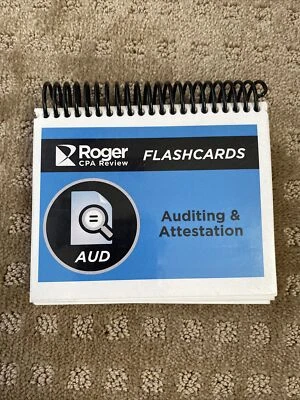 Roger
CPA Review
FLASHCARDS
Auditing &
Attestation
AUD